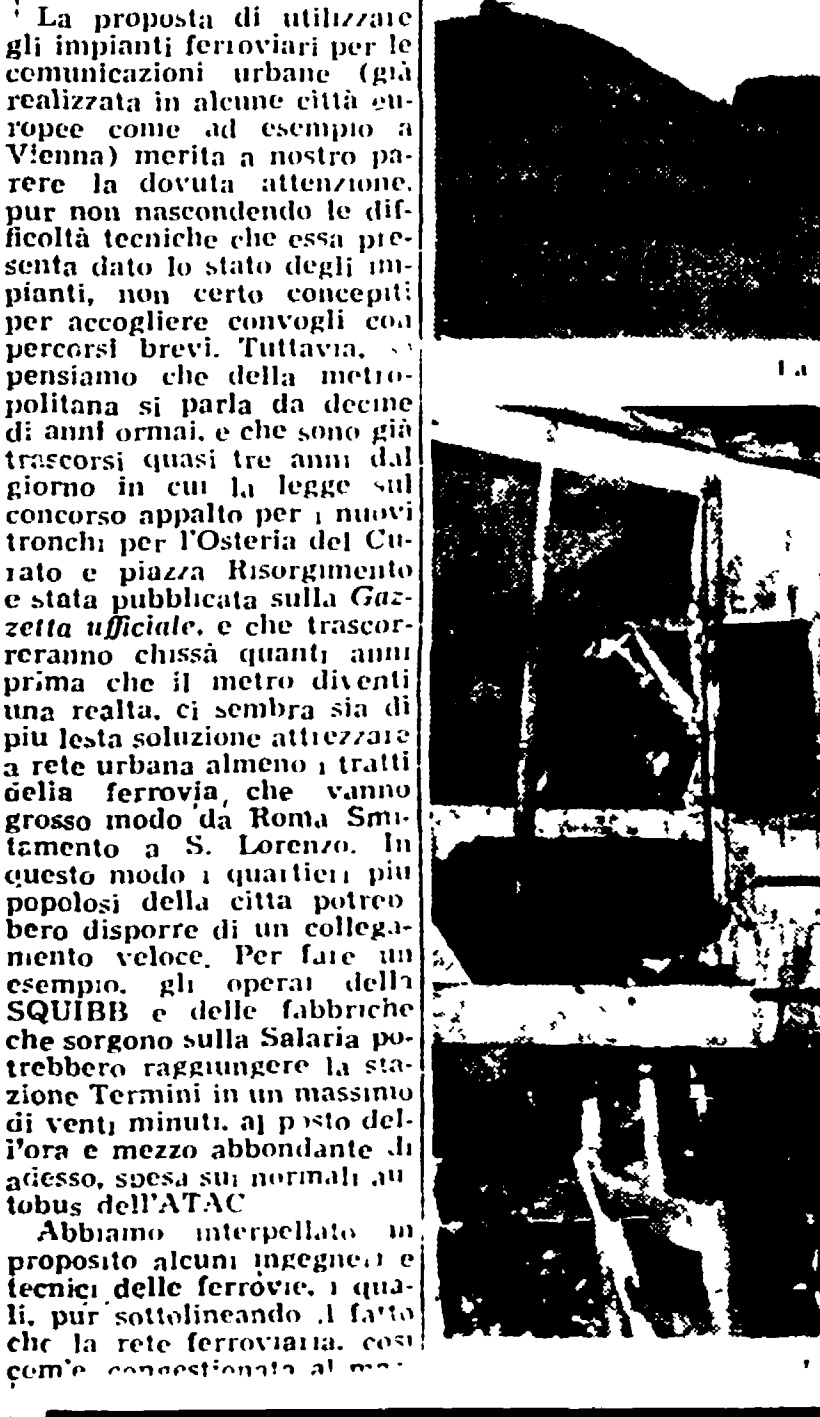 La proposta di utilizzare
gli impianti ferroviari per le
comunicazioni urbane (già
realizzata in alcune città eu-
ropee come ad esempio a
Vienna) merita a nostro pa-
rere la dovuta attenzione,
pur non nascondendo le dif-
ficoltà tecniche che essa pre-
senta dato lo stato degli im-
pianti, non certo concepiti
per accogliere convogli con
percorsi brevi. Tuttavia, se
pensiamo che della metro-
politana si parla da decine
di anni ormai, e che sono già
trascorsi quasi tre anni dal
giorno in cui la legge sul
concorso appalto per i nuovi
tronchi per l'Osteria del Cu-
rato e piazza Risorgimento
e stata pubblicata sulla Gaz-
zetta ufficiale, e che trascor-
reranno chissà quanti anni
prima che il metro diventi
una realta, ci sembra sia di
piu lesta soluzione attrezzare
a rete urbana almeno i tratti
della ferrovia, che vanno
grosso modo da Roma Smi-
stamento a S. Lorenzo. In
questo modo i quartieri piu
popolosi della citta potreb
bero disporre di un collega-
mento veloce. Per fare un
esempio, gli operai della
SQUIBB e delle fabbriche
che sorgono sulla Salaria po-
trebbero raggiungere la sta-
zione Termini in un massimo
di venti minuti, al posto del-
l'ora e mezzo abbondante di
adesso, spesa sui normali au
tobus dell'ATAC
Abbiamo interpellato in
proposito alcuni ingegneri e
tecnici delle ferrovie, i qua-
li, pur sottolineando il fatto
che la rete ferroviaria, cosi
com'e congestionata al
La